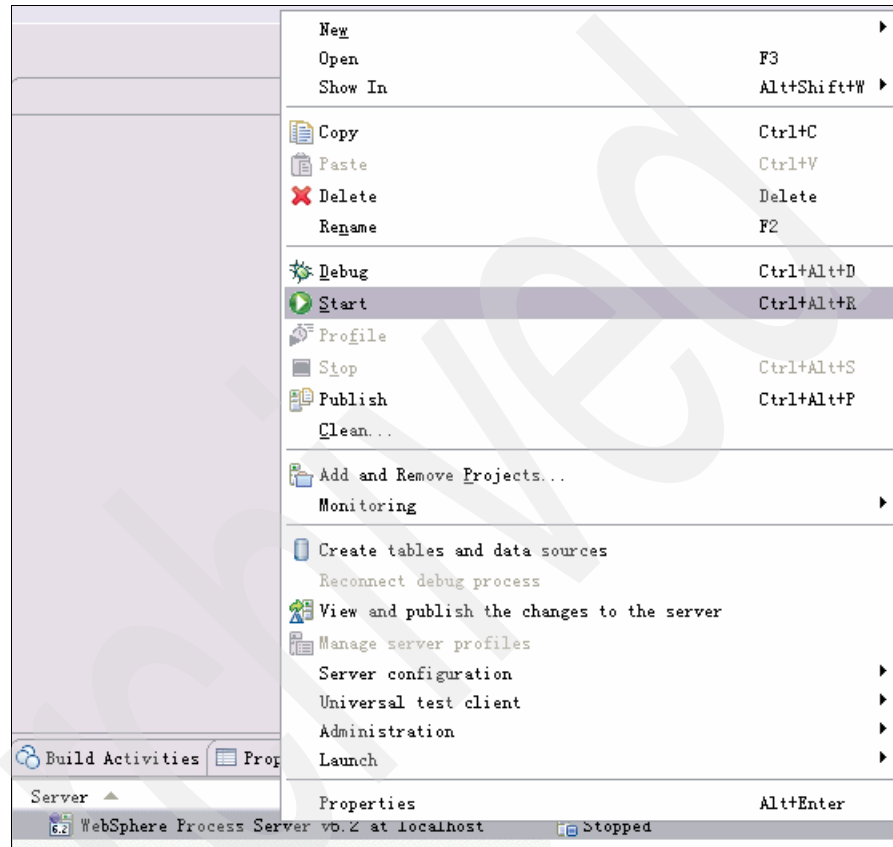 New
Open F3
Show In Alt+Shift+W
Copy Ctrl+C
Paste Ctrl+V
Delete Delete
Rename F2
Debug Ctrl+Alt+D
Start Ctrl+Alt+R
Profile
Stop Ctrl+Alt+S
Publish Ctrl+Alt+P
Clean...
Add and Remove Projects...
Monitoring
Create tables and data sources
Reconnect debug process
View and publish the changes to the server
Manage server profiles
Server configuration
Universal test client
Administration
Build Activities Prop Launch
Server
Properties Alt+Enter
6.2 WebSphere Process Server v6.2 at localhost Stopped